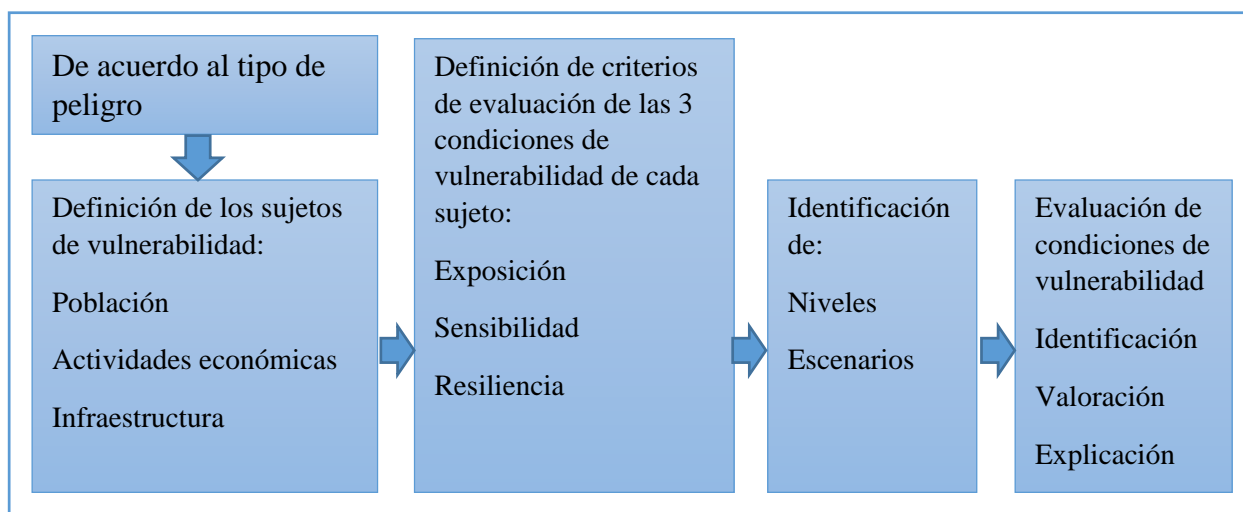 De acuerdo al tipo de
peligro
Definición de los sujetos
de vulnerabilidad:
Población
Actividades económicas
Infraestructura
Definición de criterios
de evaluación de las 3
condiciones de
vulnerabilidad de cada
sujeto:
Exposición
Sensibilidad
Resiliencia
Identificación
de:
Niveles
Escenarios
Evaluación de
condiciones de
vulnerabilidad
Identificación
Valoración
Explicación